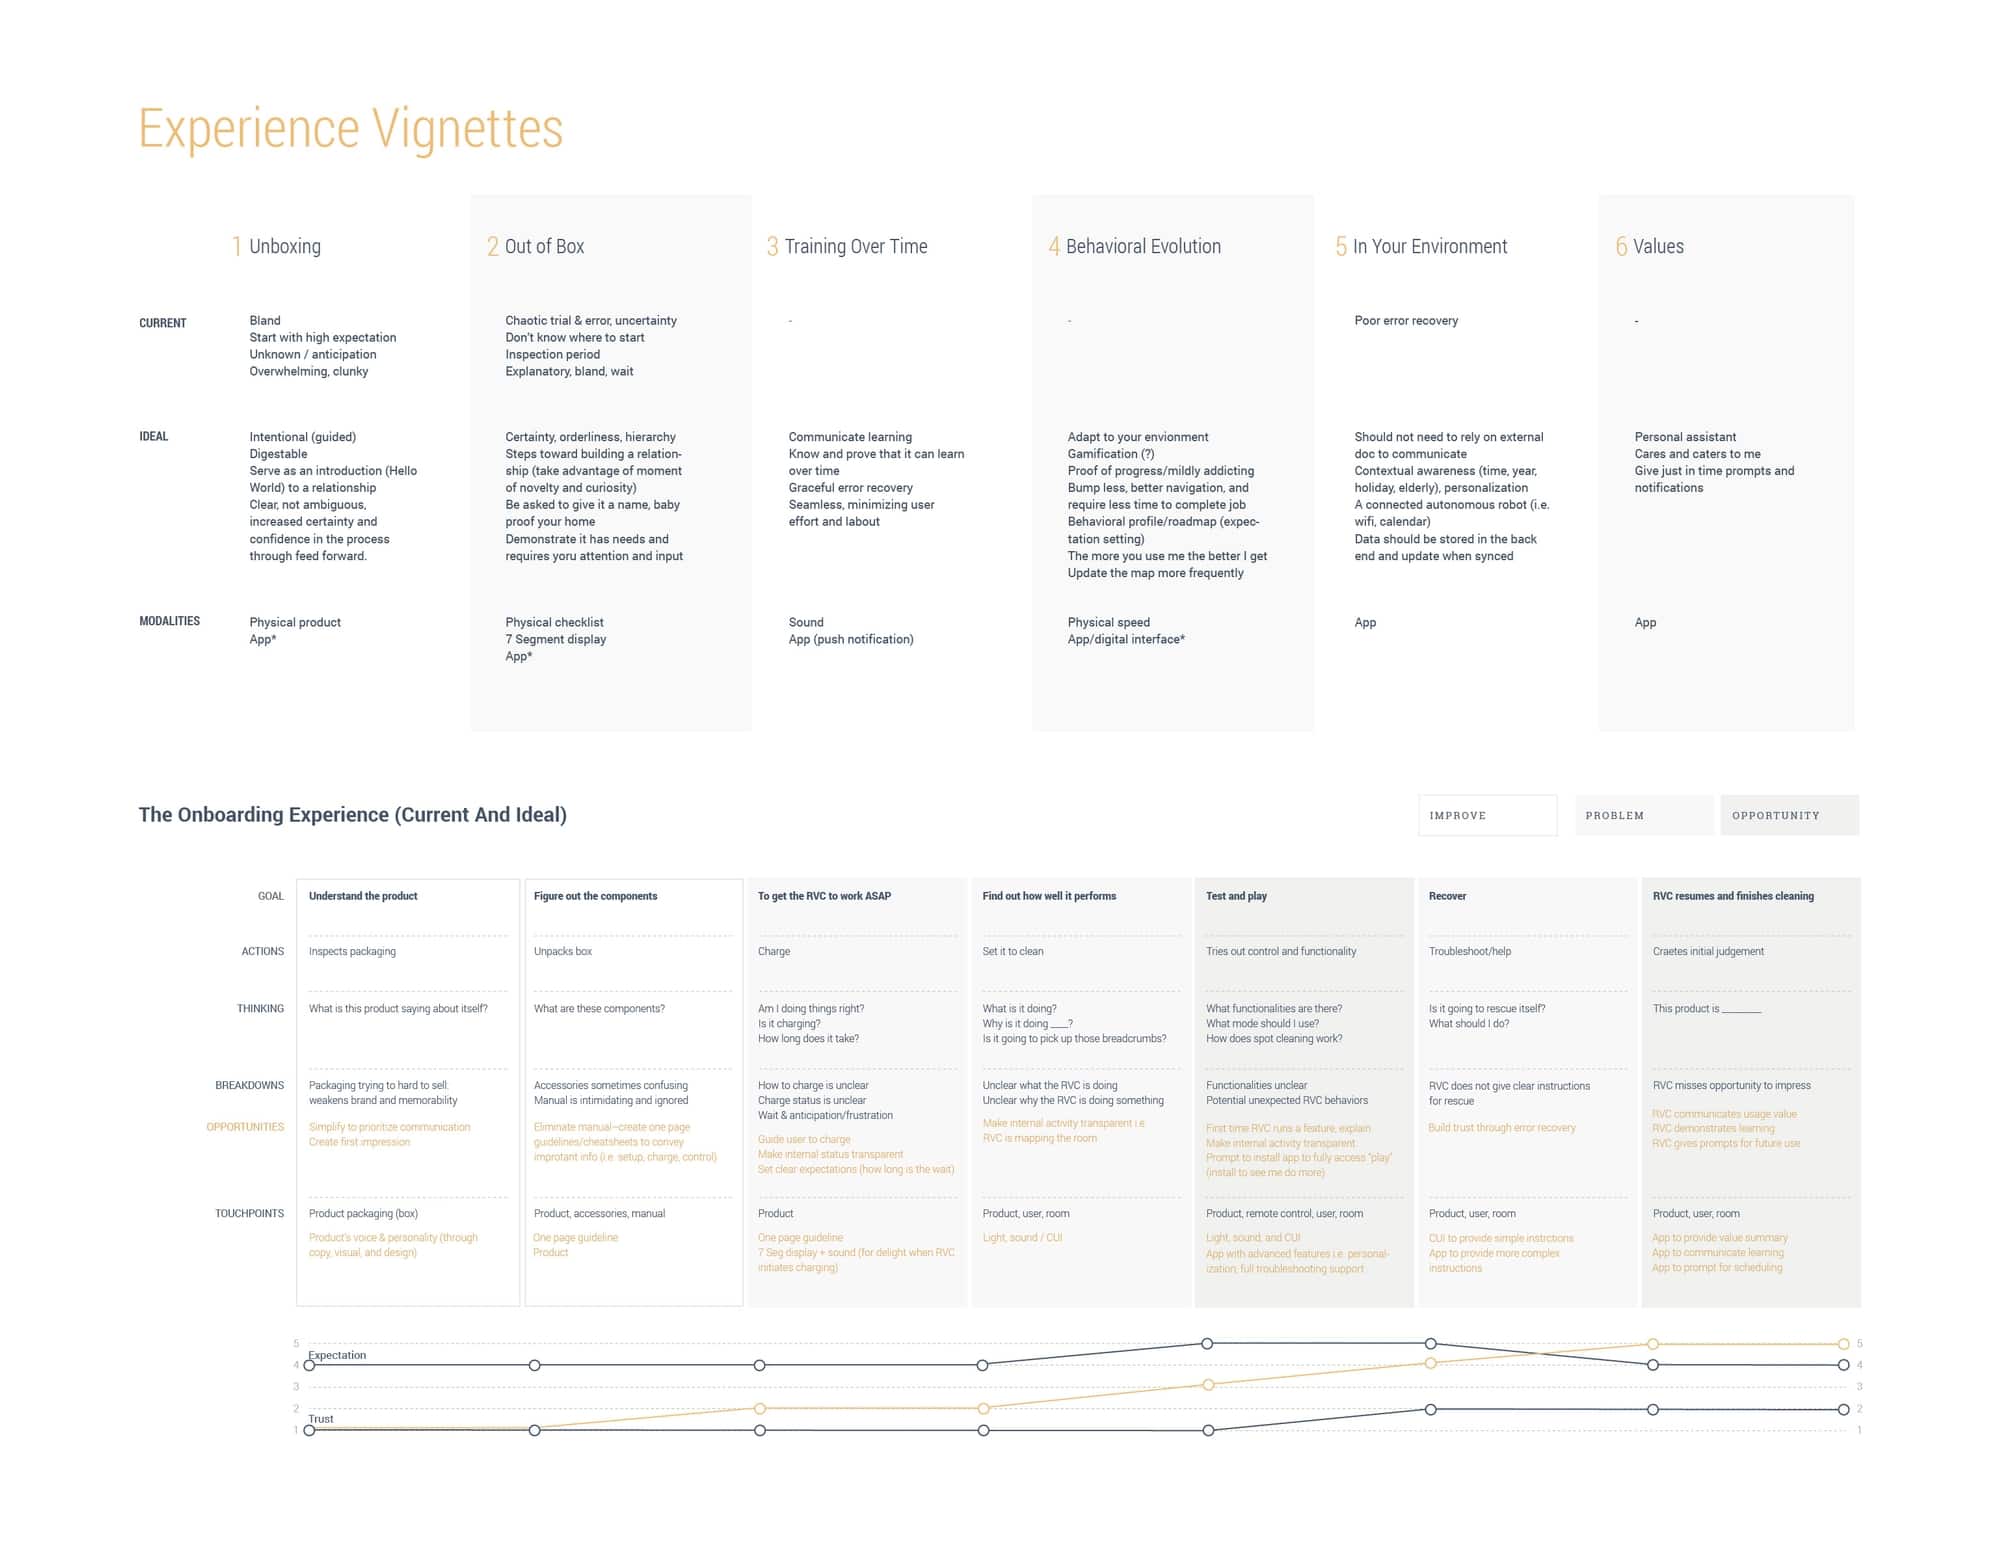 Experience Vignettes
1 Unboxing
2 Out of Box
3 Training Over Time
4 Behavioral Evolution
5 In Your Environment
6 Values
CURRENT
Bland
Start with high expectation
Unknown / anticipation
Overwhelming, clunky
Chaotic trial & error, uncertainty
Don't know where to start
Inspection period
Explanatory, bland, wait
-
-
Poor error recovery
-
IDEAL
Intentional (guided)
Digestable
Serve as an introduction (Hello
World) to a relationship
Clear, not ambiguous,
increased certainty and
confidence in the process
through feed forward.
Certainty, orderliness, hierarchy
Steps toward building a relation-
ship (take advantage of moment
of novelty and curiosity)
Be asked to give it a name, baby
proof your home
Demonstrate it has needs and
requires yoru attention and input
Communicate learning
Know and prove that it can learn
over time
Graceful error recovery
Seamless, minimizing user
effort and labout
Adapt to your envionment
Gamification (?)
Proof of progress/mildly addicting
Bump less, better navigation, and
require less time to complete job
Behavioral profile/roadmap (expec-
tation setting)
The more you use me the better I get
Update the map more frequently
Should not need to rely on external
doc to communicate
Contextual awareness (time, year,
holiday, elderly), personalization
A connected autonomous robot (i.e.
wifi, calendar)
Data should be stored in the back
end and update when synced
Personal assistant
Cares and caters to me
Give just in time prompts and
notifications
MODALITIES
Physical product
App*
Physical checklist
7 Segment display
App*
Sound
App (push notification)
Physical speed
App/digital interface*
App
App
The Onboarding Experience (Current And Ideal)
IMPROVE
PROBLEM
OPPORTUNITY
GOAL
Understand the product
Figure out the components
To get the RVC to work ASAP
Find out how well it performs
Test and play
Recover
RVC resumes and finishes cleaning
ACTIONS
Inspects packaging
Unpacks box
Charge
Set it to clean
Tries out control and functionality
Troubleshoot/help
Craetes initial judgement
THINKING
What is this product saying about itself?
What are these components?
Am I doing things right?
Is it charging?
How long does it take?
What is it doing?
Why is it doing ___?
Is it going to pick up those breadcrumbs?
What functionalities are there?
What mode should I use?
How does spot cleaning work?
Is it going to rescue itself?
What should I do?
This product is _______
BREAKDOWNS
Packaging trying to hard to sell:
weakens brand and memorability
Accessories sometimes confusing
Manual is intimidating and ignored
How to charge is unclear
Charge status is unclear
Wait & anticipation/frustration
Unclear what the RVC is doing
Unclear why the RVC is doing something
Functionalities unclear
Potential unexpected RVC behaviors
RVC does not give clear instructions
for rescue
RVC misses opportunity to impress
OPPORTUNITIES
Simplify to prioritize communication
Create first impression
Eliminate manual—create one page
guidelines/cheatsheets to convey
improtant info (i.e. setup, charge, control)
Guide user to charge
Make internal status transparent
Set clear expectations (how long is the wait)
Make internal activity transparent i.e.
RVC is mapping the room
First time RVC runs a feature, explain
Make internal activity transparent
Prompt to install app to fully access "play"
(install to see me do more)
Build trust through error recovery
RVC communicates usage value
RVC demonstrates learning
RVC gives prompts for future use
TOUCHPOINTS
Product packaging (box)
Product, accessories, manual
Product
Product, user, room
Product, remote control, user, room
Product, user, room
Product, user, room
Product's voice & personality (through
copy, visual, and design)
One page guideline
Product
One page guideline
7 Seg display + sound (for delight when RVC
initiates charging)
Light, sound / CUI
Light, sound, and CUI
App with advanced features i.e. personal-
ization, full troubleshooting support
CUI to provide simple instrctions
App to provide more complex
instructions
App to provide value summary
App to communicate learning
App to prompt for scheduling
5
Expectation
4
3
2
Trust
1
5
4
3
2
1